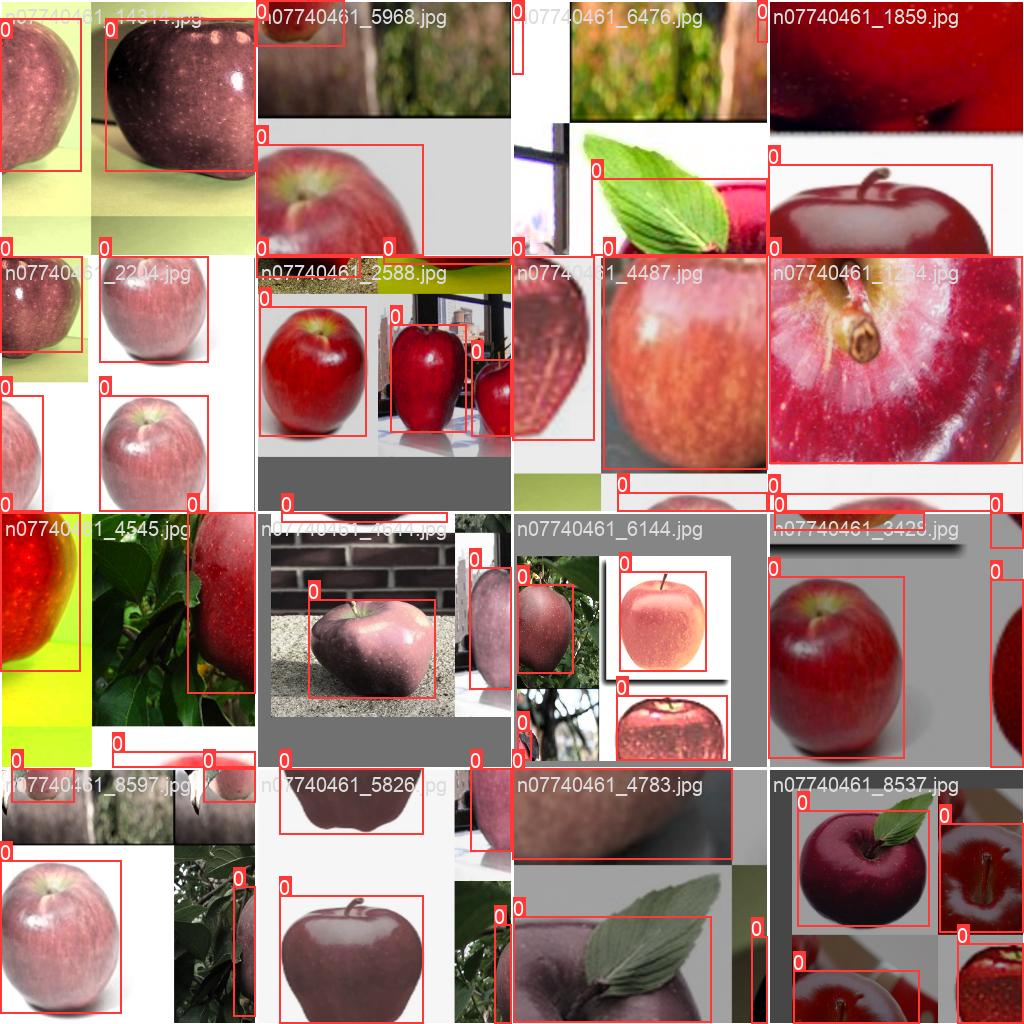 n07740461_14314.jpg
n07740461_5968.jpg
n07740461_6476.jpg
n07740461_1859.jpg
0 0 0 0 0
0 0 0 0
0 0 0 0 0 0
n07740461_2204.jpg
n07740461_2588.jpg
n07740461_4487.jpg
n07740461_1254.jpg
0 0
0
0 0 0 0
0 0 0 0
n07740461_4545.jpg
n07740461_4644.jpg
n07740461_6144.jpg
n07740461_3428.jpg
0 0 0 0
0
0
0
0 0 0 0 0 0
n07740461_8597.jpg
n07740461_5826.jpg
n07740461_4783.jpg
n07740461_8537.jpg
0
0
0 0 0
0 0 0 0
0